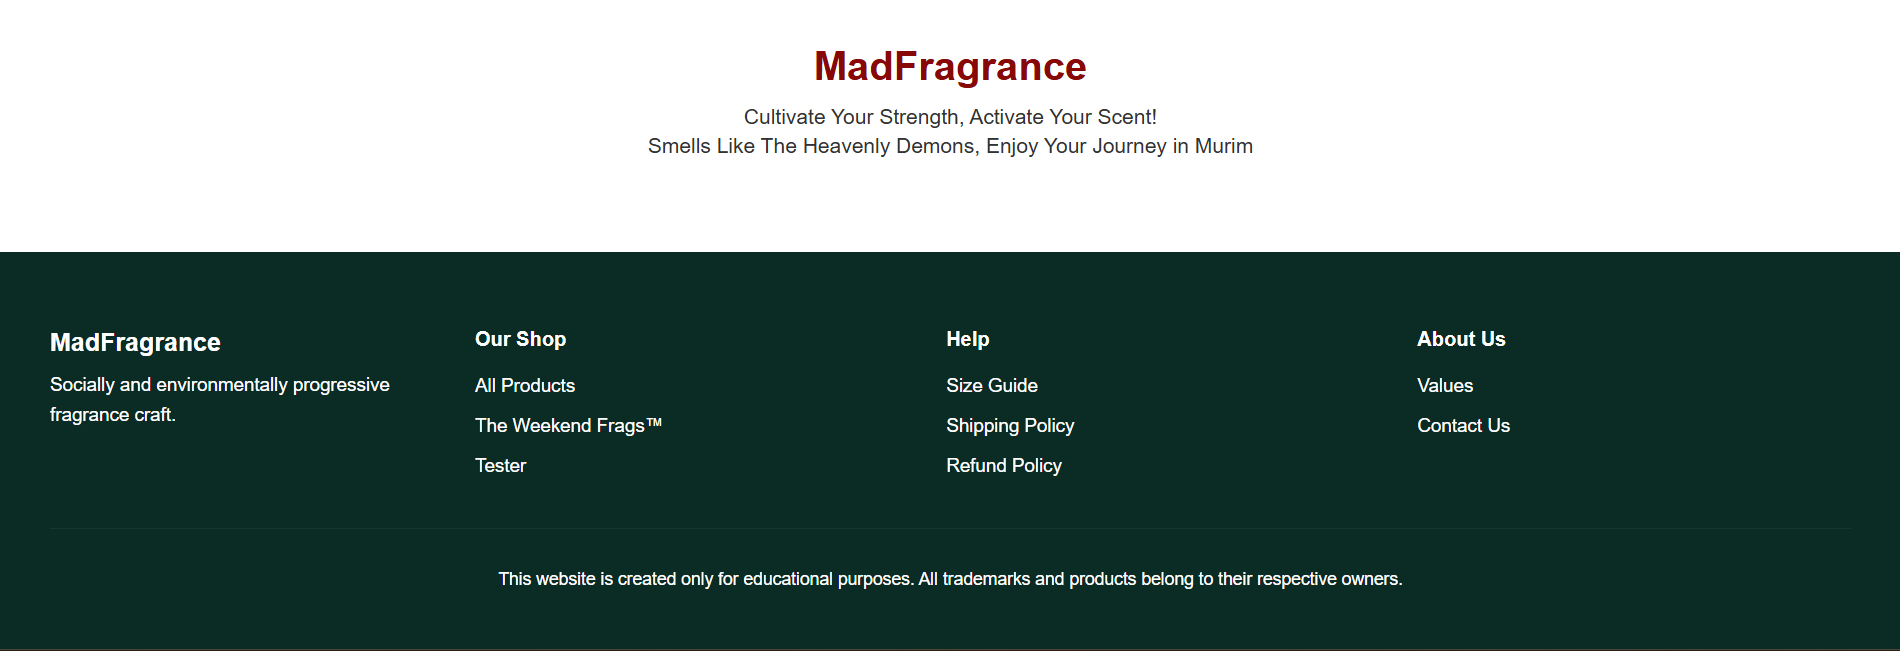 MadFragrance
Cultivate Your Strength, Activate Your Scent!
Smells Like The Heavenly Demons, Enjoy Your Journey in Murim
MadFragrance
Socially and environmentally progressive
fragrance craft.
Our Shop
All Products
The Weekend Frags™
Tester
Help
Size Guide
Shipping Policy
Refund Policy
About Us
Values
Contact Us
This website is created only for educational purposes. All trademarks and products belong to their respective owners.